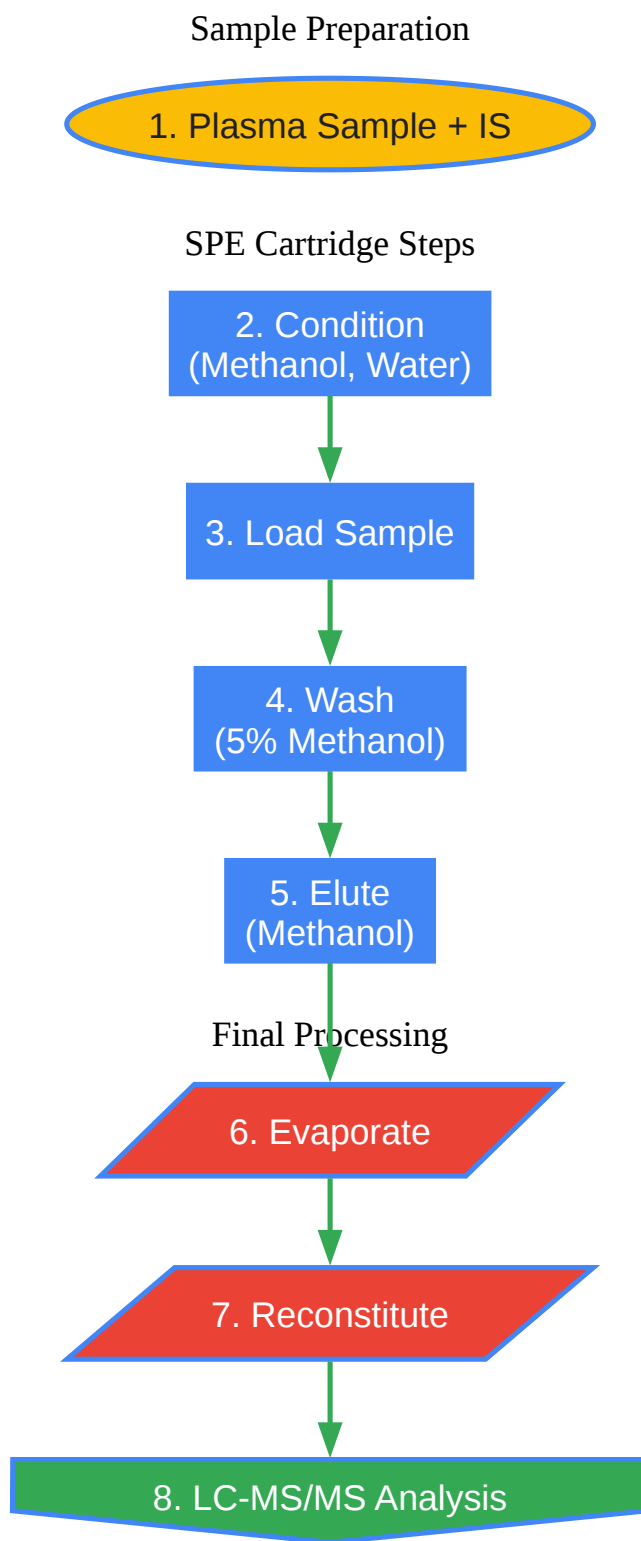 Sample Preparation
1. Plasma Sample + IS
SPE Cartridge Steps
2. Condition
(Methanol, Water)
3. Load Sample
4. Wash
(5% Methanol)
5. Elute
(Methanol)
Final Processing
6. Evaporate
7. Reconstitute
8. LC-MS/MS Analysis